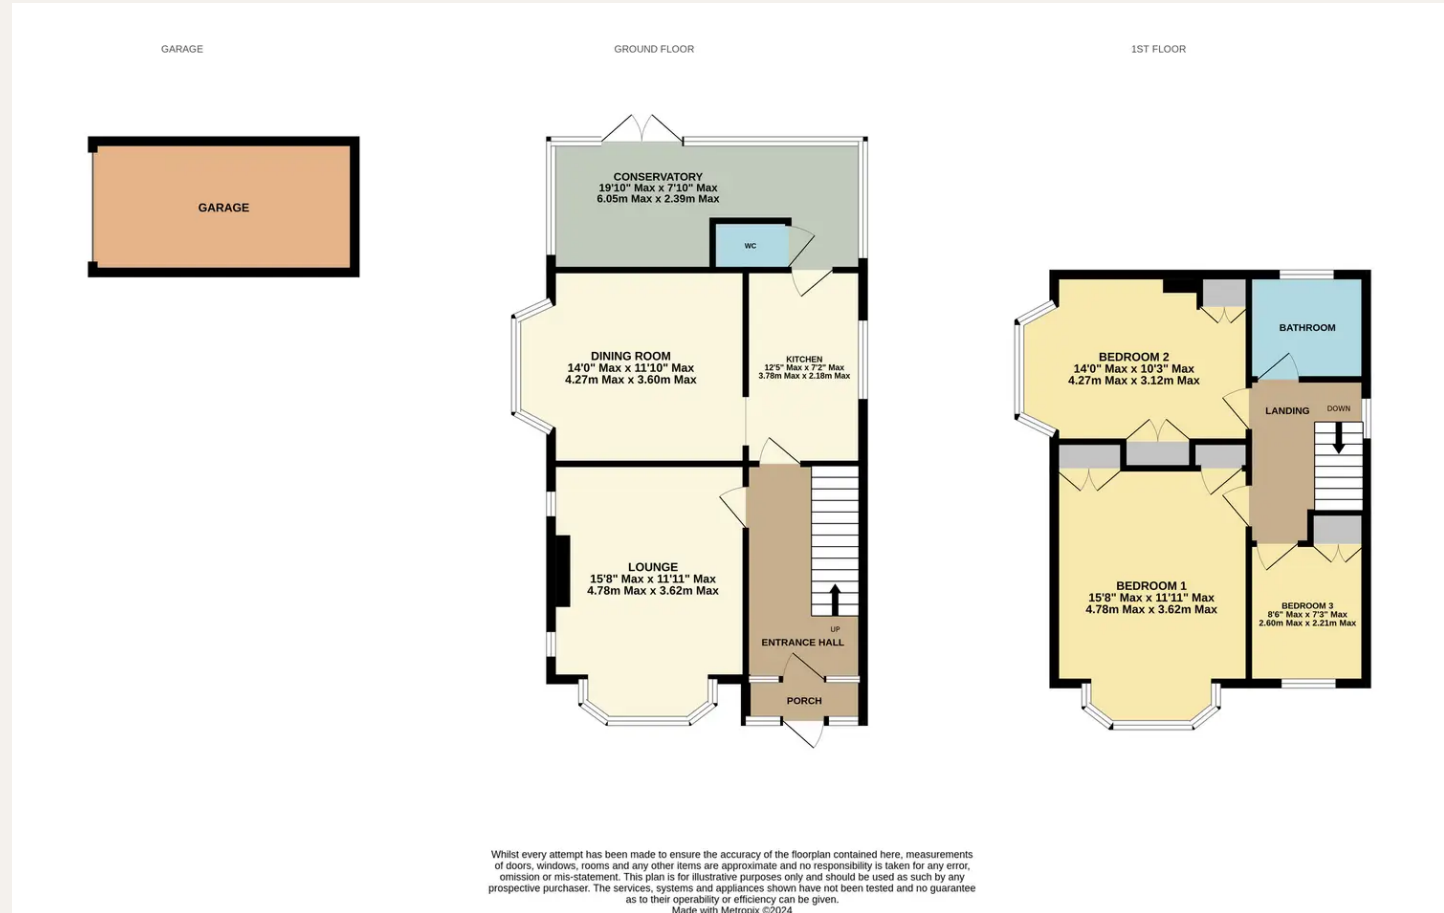 GARAGE
GROUND FLOOR
1ST FLOOR
GARAGE
CONSERVATORY
19'10" Max x 7'10" Max
6.05m Max x 2.39m Max
WC
DINING ROOM
14'0" Max x 11'10" Max
4.27m Max x 3.60m Max
KITCHEN
12'5" Max x 7'2" Max
3.78m Max x 2.18m Max
LOUNGE
15'8" Max x 11'11" Max
4.78m Max x 3.62m Max
UP
ENTRANCE HALL
PORCH
BATHROOM
BEDROOM 2
14'0" Max x 10'3" Max
4.27m Max x 3.12m Max
LANDING
DOWN
BEDROOM 1
15'8" Max x 11'11" Max
4.78m Max x 3.62m Max
BEDROOM 3
8'6" Max x 7'3" Max
2.60m Max x 2.21m Max
Whilst every attempt has been made to ensure the accuracy of the floorplan contained here, measurements
of doors, windows, rooms and any other items are approximate and no responsibility is taken for any error,
omission or mis-statement. This plan is for illustrative purposes only and should be used as such by any
prospective purchaser. The services, systems and appliances shown have not been tested and no guarantee
as to their operability or efficiency can be given.
Made with Metropix ©2024